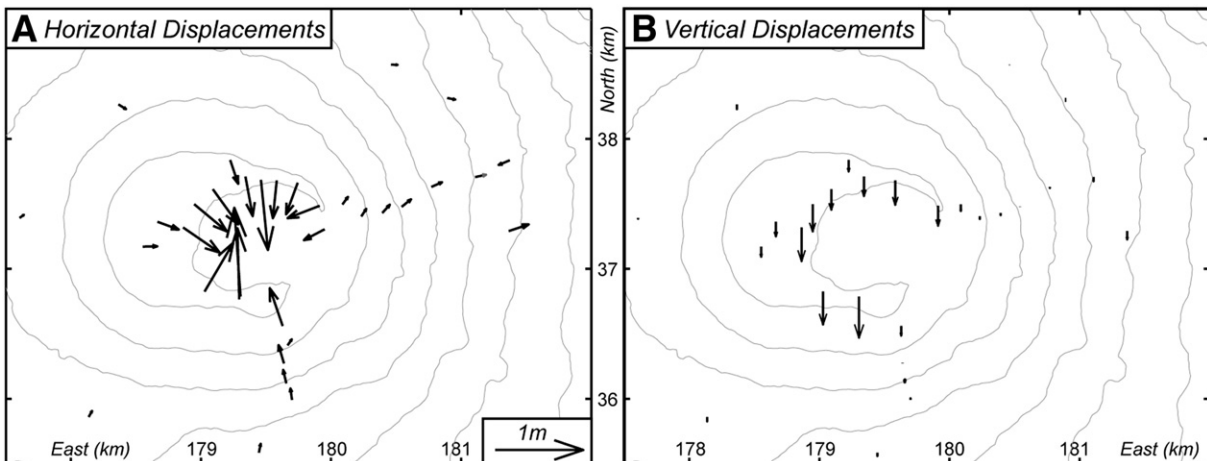 A Horizontal Displacements
B Vertical Displacements
North (km)
38
37
36
1m
East (km)
179
180
181
178
179
180
181
East (km)